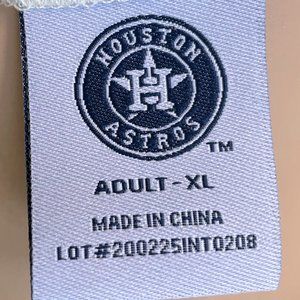 HOUSTON
H
ASTROS
TM
ADULT - XL
MADE IN CHINA
LOT#200225INT0208